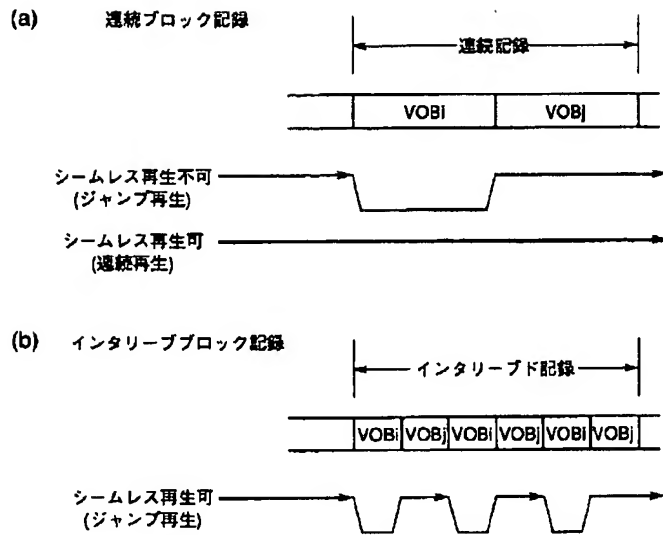 (a) 連続ブロック記録
連続記録
VOBi VOBj
シームレス再生不可
(ジャンプ再生)
シームレス再生可
(連続再生)
(b) インタリーブブロック記録
インタリーブド記録
VOBi VOBj VOBi VOBj VOBi VOBj
シームレス再生可
(ジャンプ再生)